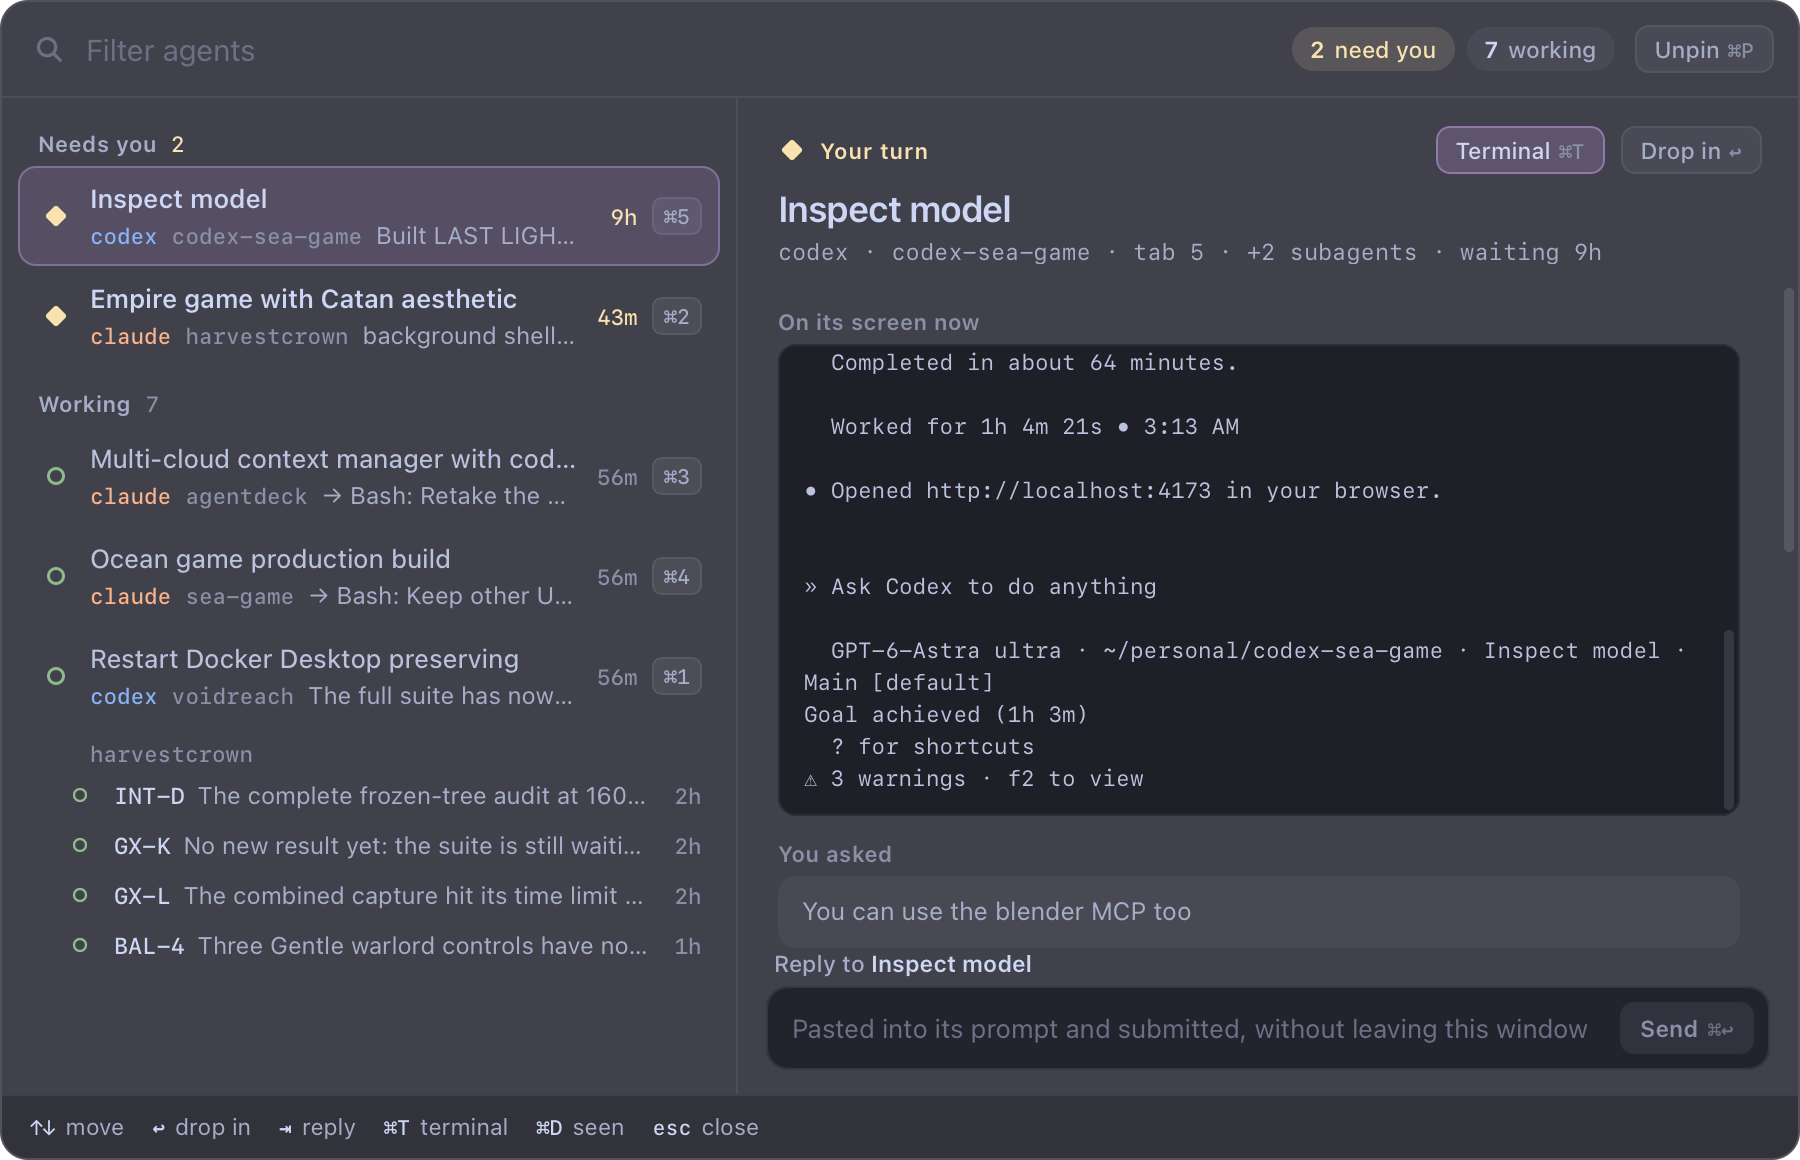 Filter agents
2 need you
7 working
Unpin ⌘P
Needs you 2
Inspect model
codex codex-sea-game Built LAST LIGH...
9h ⌘5
Empire game with Catan aesthetic
claude harvestcrown background shell...
43m ⌘2
Working 7
Multi-cloud context manager with cod...
claude agentdeck → Bash: Retake the ...
56m ⌘3
Ocean game production build
claude sea-game → Bash: Keep other U...
56m ⌘4
Restart Docker Desktop preserving
codex voidreach The full suite has now...
56m ⌘1
harvestcrown
INT-D The complete frozen-tree audit at 160... 2h
GX-K No new result yet: the suite is still waiti... 2h
GX-L The combined capture hit its time limit ... 2h
BAL-4 Three Gentle warlord controls have no... 1h
Your turn
Terminal ⌘T
Drop in ↩
Inspect model
codex · codex-sea-game · tab 5 · +2 subagents · waiting 9h
On its screen now
Completed in about 64 minutes.
Worked for 1h 4m 21s • 3:13 AM
• Opened http://localhost:4173 in your browser.
» Ask Codex to do anything
GPT-6-Astra ultra · ~/personal/codex-sea-game · Inspect model ·
Main [default]
Goal achieved (1h 3m)
? for shortcuts
⚠ 3 warnings · f2 to view
You asked
You can use the blender MCP too
Reply to Inspect model
Pasted into its prompt and submitted, without leaving this window
Send ⌘↩
↑↓ move ↩ drop in ⇥ reply ⌘T terminal ⌘D seen esc close